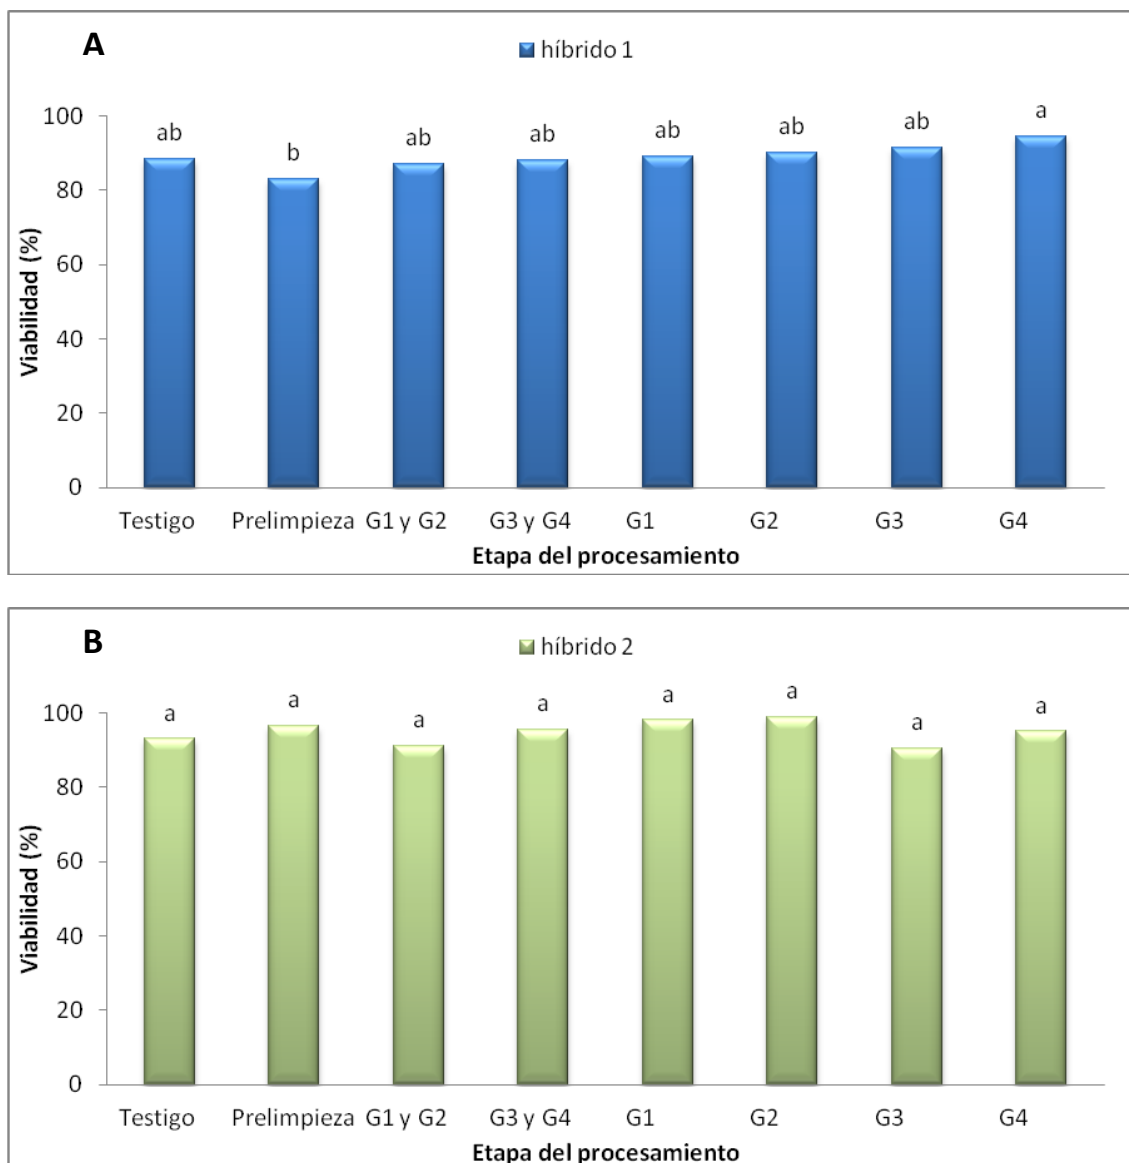 A
híbrido 1
100
80
60
40
20
0
Viabilidad (%)
ab
b
ab
ab
ab
ab
ab
a
Testigo Prelimpieza G1 y G2 G3 y G4 G1 G2 G3 G4
Etapa del procesamiento
B
híbrido 2
100
80
60
40
20
0
Viabilidad (%)
a
a
a
a
a
a
a
a
Testigo Prelimpieza G1 y G2 G3 y G4 G1 G2 G3 G4
Etapa del procesamiento